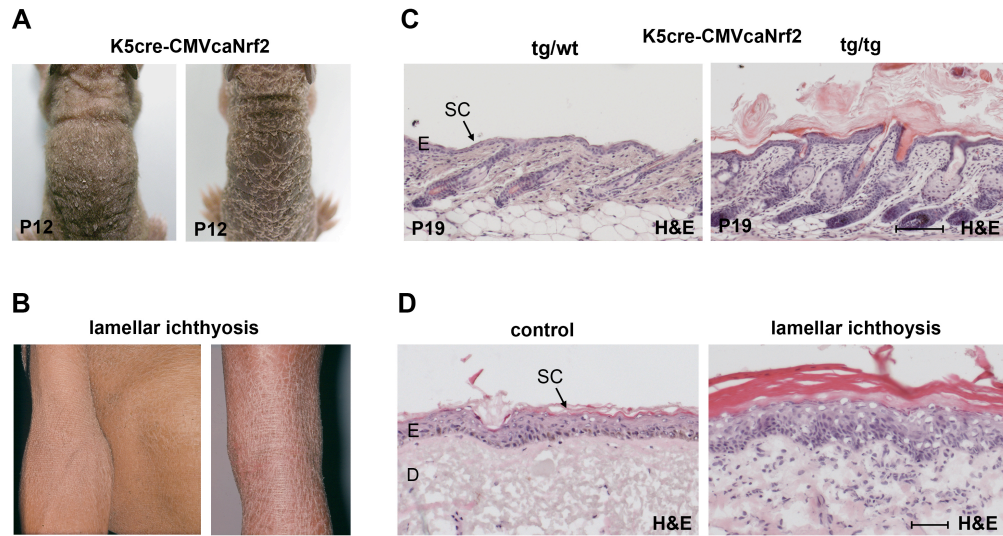 A
K5cre-CMVcaNrf2
P12
P12
B
lamellar ichthyosis
C
K5cre-CMVcaNrf2
tg/wt
tg/tg
SC
E
P19
H&E
P19
H&E
D
control
lamellar ichthoysis
SC
E
D
H&E
H&E